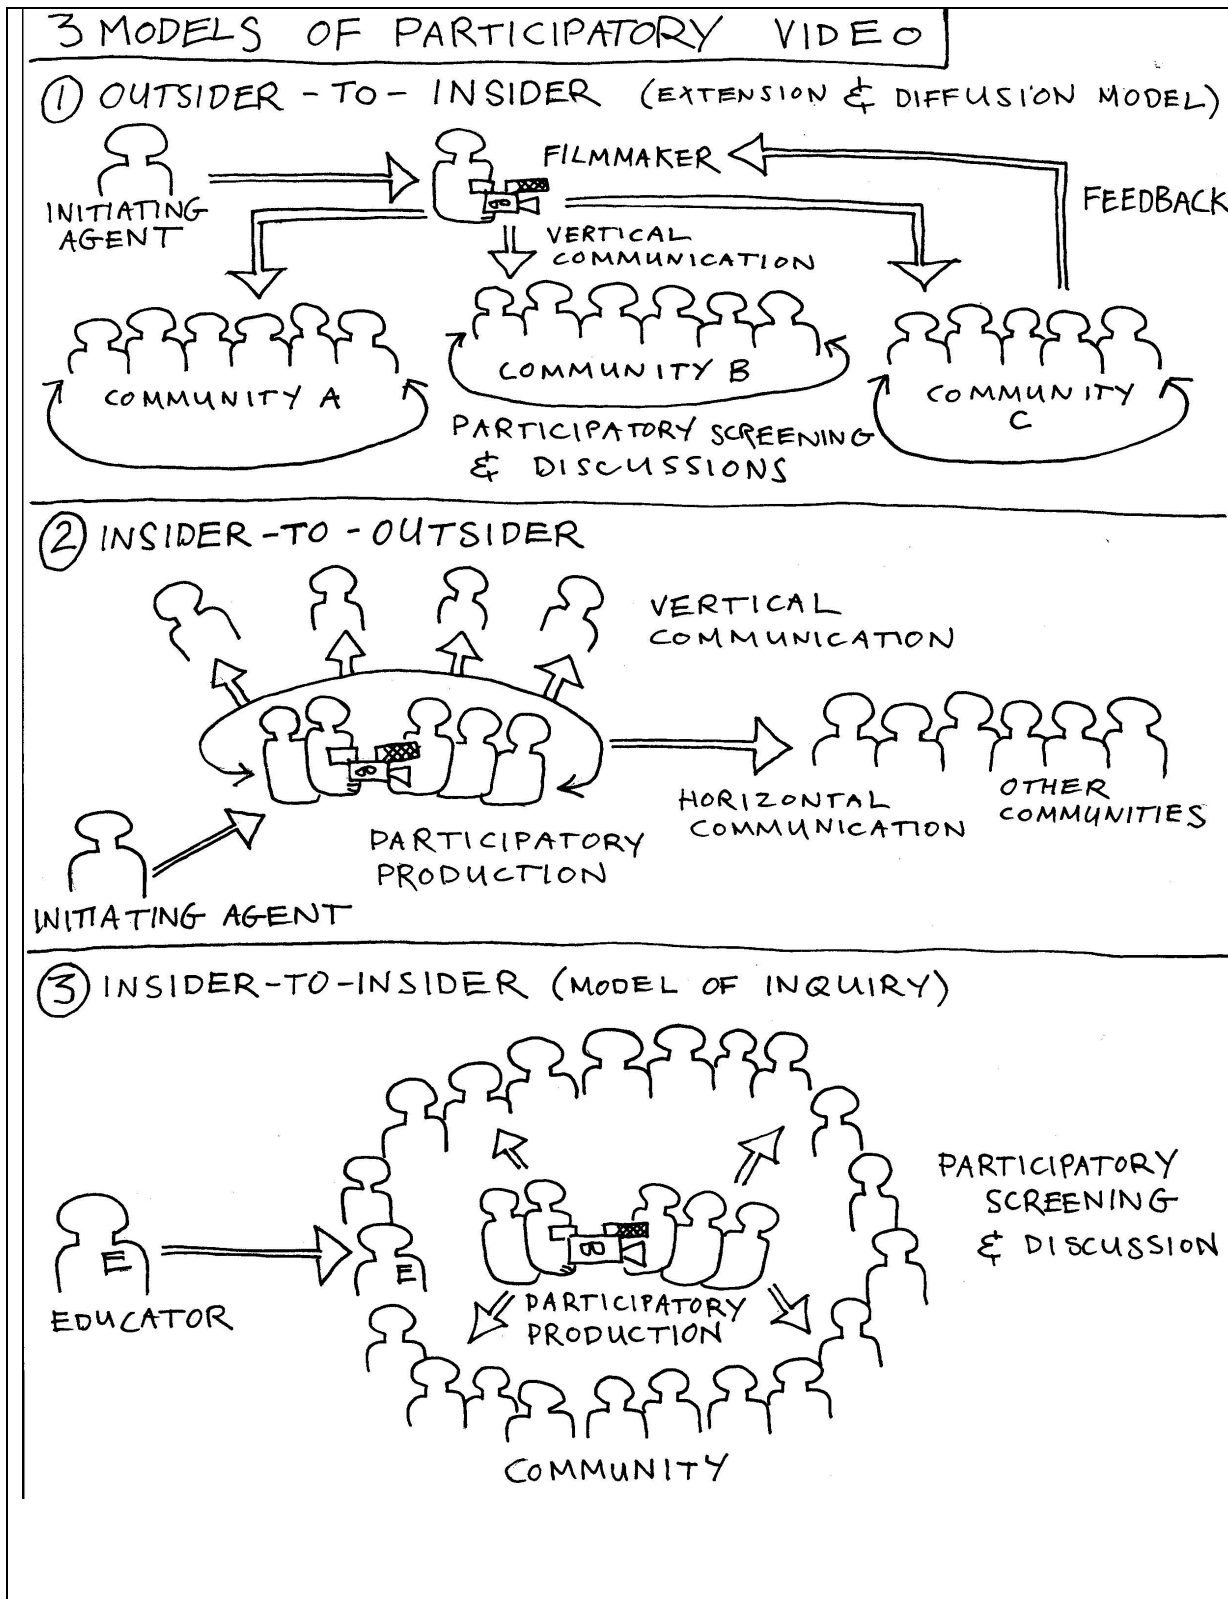 3 MODELS OF PARTICIPATORY VIDEO
① OUTSIDER - TO - INSIDER (EXTENSION & DIFFUSION MODEL)
INITIATING
AGENT
FILMMAKER
FEEDBACK
VERTICAL
COMMUNICATION
COMMUNITY A
COMMUNITY B
COMMUNITY
C
PARTICIPATORY SCREENING
& DISCUSSIONS
② INSIDER - TO - OUTSIDER
VERTICAL
COMMUNICATION
HORIZONTAL
COMMUNICATION
OTHER
COMMUNITIES
PARTICIPATORY
PRODUCTION
INITIATING AGENT
③ INSIDER-TO-INSIDER (MODEL OF INQUIRY)
E
EDUCATOR
E
PARTICIPATORY
PRODUCTION
PARTICIPATORY
SCREENING
& DISCUSSION
COMMUNITY